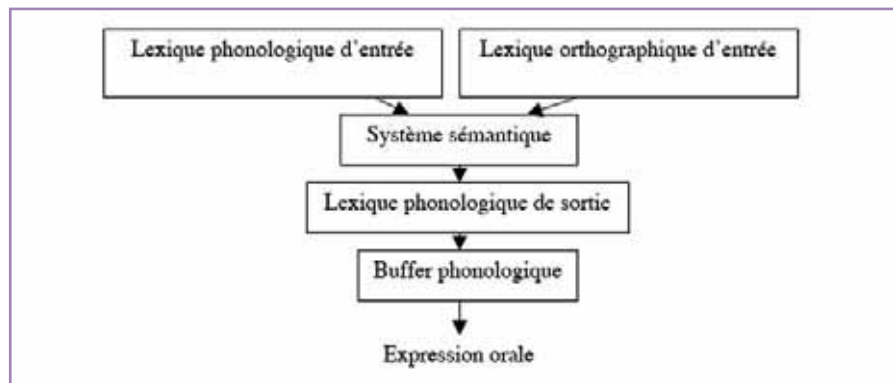 Lexique phonologique d'entrée
Lexique orthographique d'entrée
Système sémantique
Lexique phonologique de sortie
Buffer phonologique
Expression orale